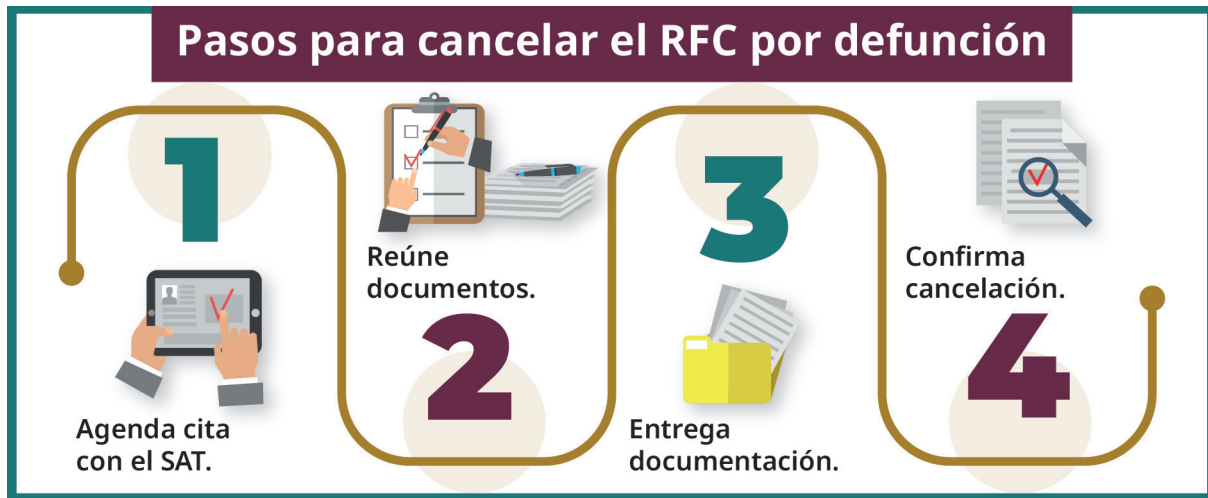 Pasos para cancelar el RFC por defunción
1
Agenda cita
con el SAT.
Reúne
documentos.
2
3
Entrega
documentación.
Confirma
cancelación.
4